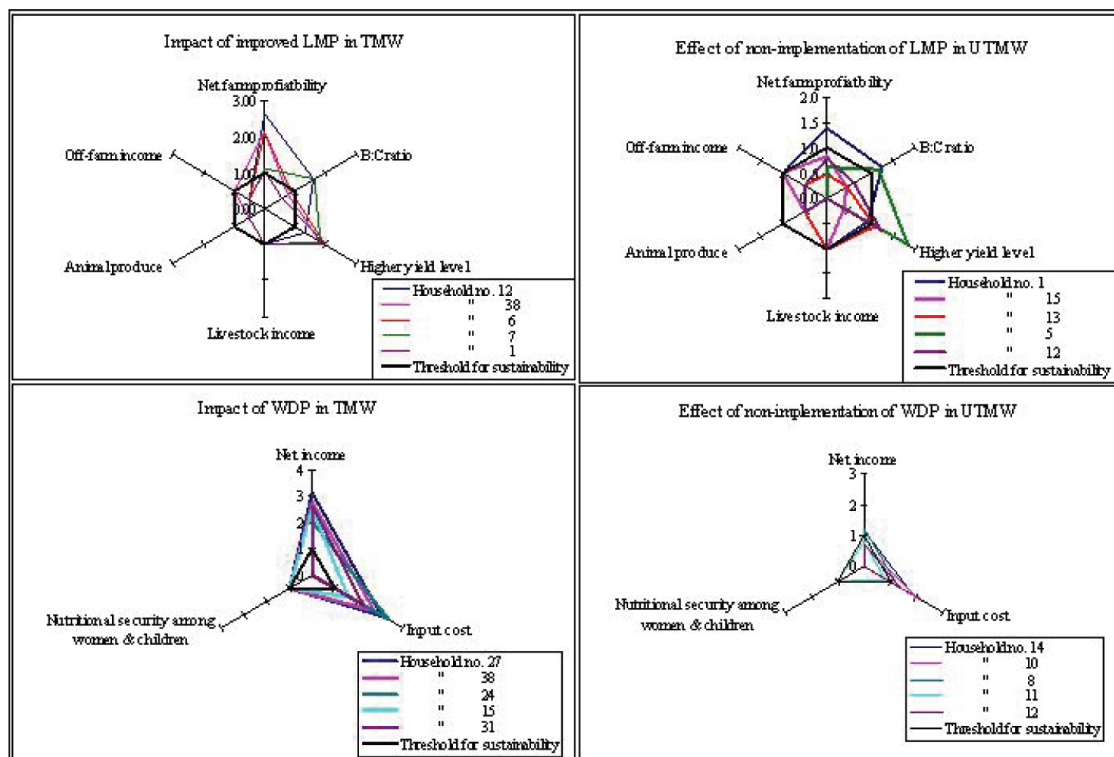 Impact of improved LMP in TMW
Net farm profiatbility
3.00
2.00
1.00
0.00
Off-farm income
B:C ratio
Animal produce
Higher yield level
Livestock income
Household no. 12
" 38
" 6
" 7
" 1
Threshold for sustainability
Effect of non-implementation of LMP in UTMW
Net farm profiatbility
2.0
1.5
1.0
0.5
0.0
Off-farm income
B:C ratio
Animal produce
Higher yield level
Livestock income
Household no. 1
" 15
" 13
" 5
" 12
Threshold for sustainability
Impact of WDP in TMW
Net income
4
3
2
1
0
Nutritional security among
women & children
Input cost
Household no. 27
" 38
" 24
" 15
" 31
Threshold for sustainability
Effect of non-implementation of WDP in UTMW
Net income
3
2
1
0
Nutritional security among
women & children
Input cost
Household no. 14
" 10
" 8
" 11
" 12
Threshold for sustainability